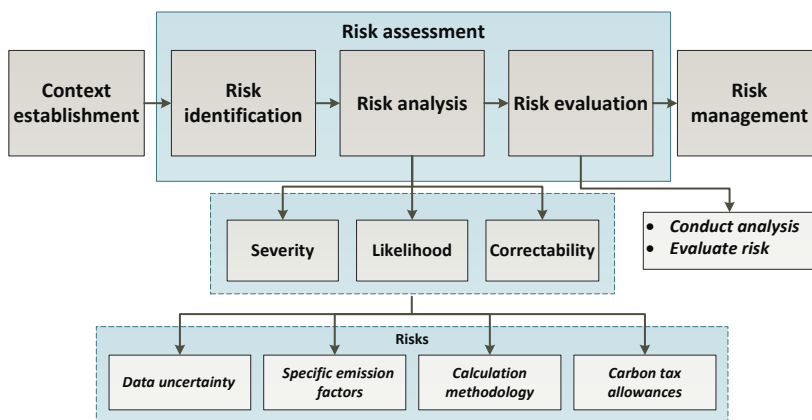 Risk assessment
Context
establishment
Risk
identification
Risk analysis
Risk evaluation
Risk
management
Severity
Likelihood
Correctability
• Conduct analysis
• Evaluate risk
Risks
Data uncertainty
Specific emission
factors
Calculation
methodology
Carbon tax
allowances